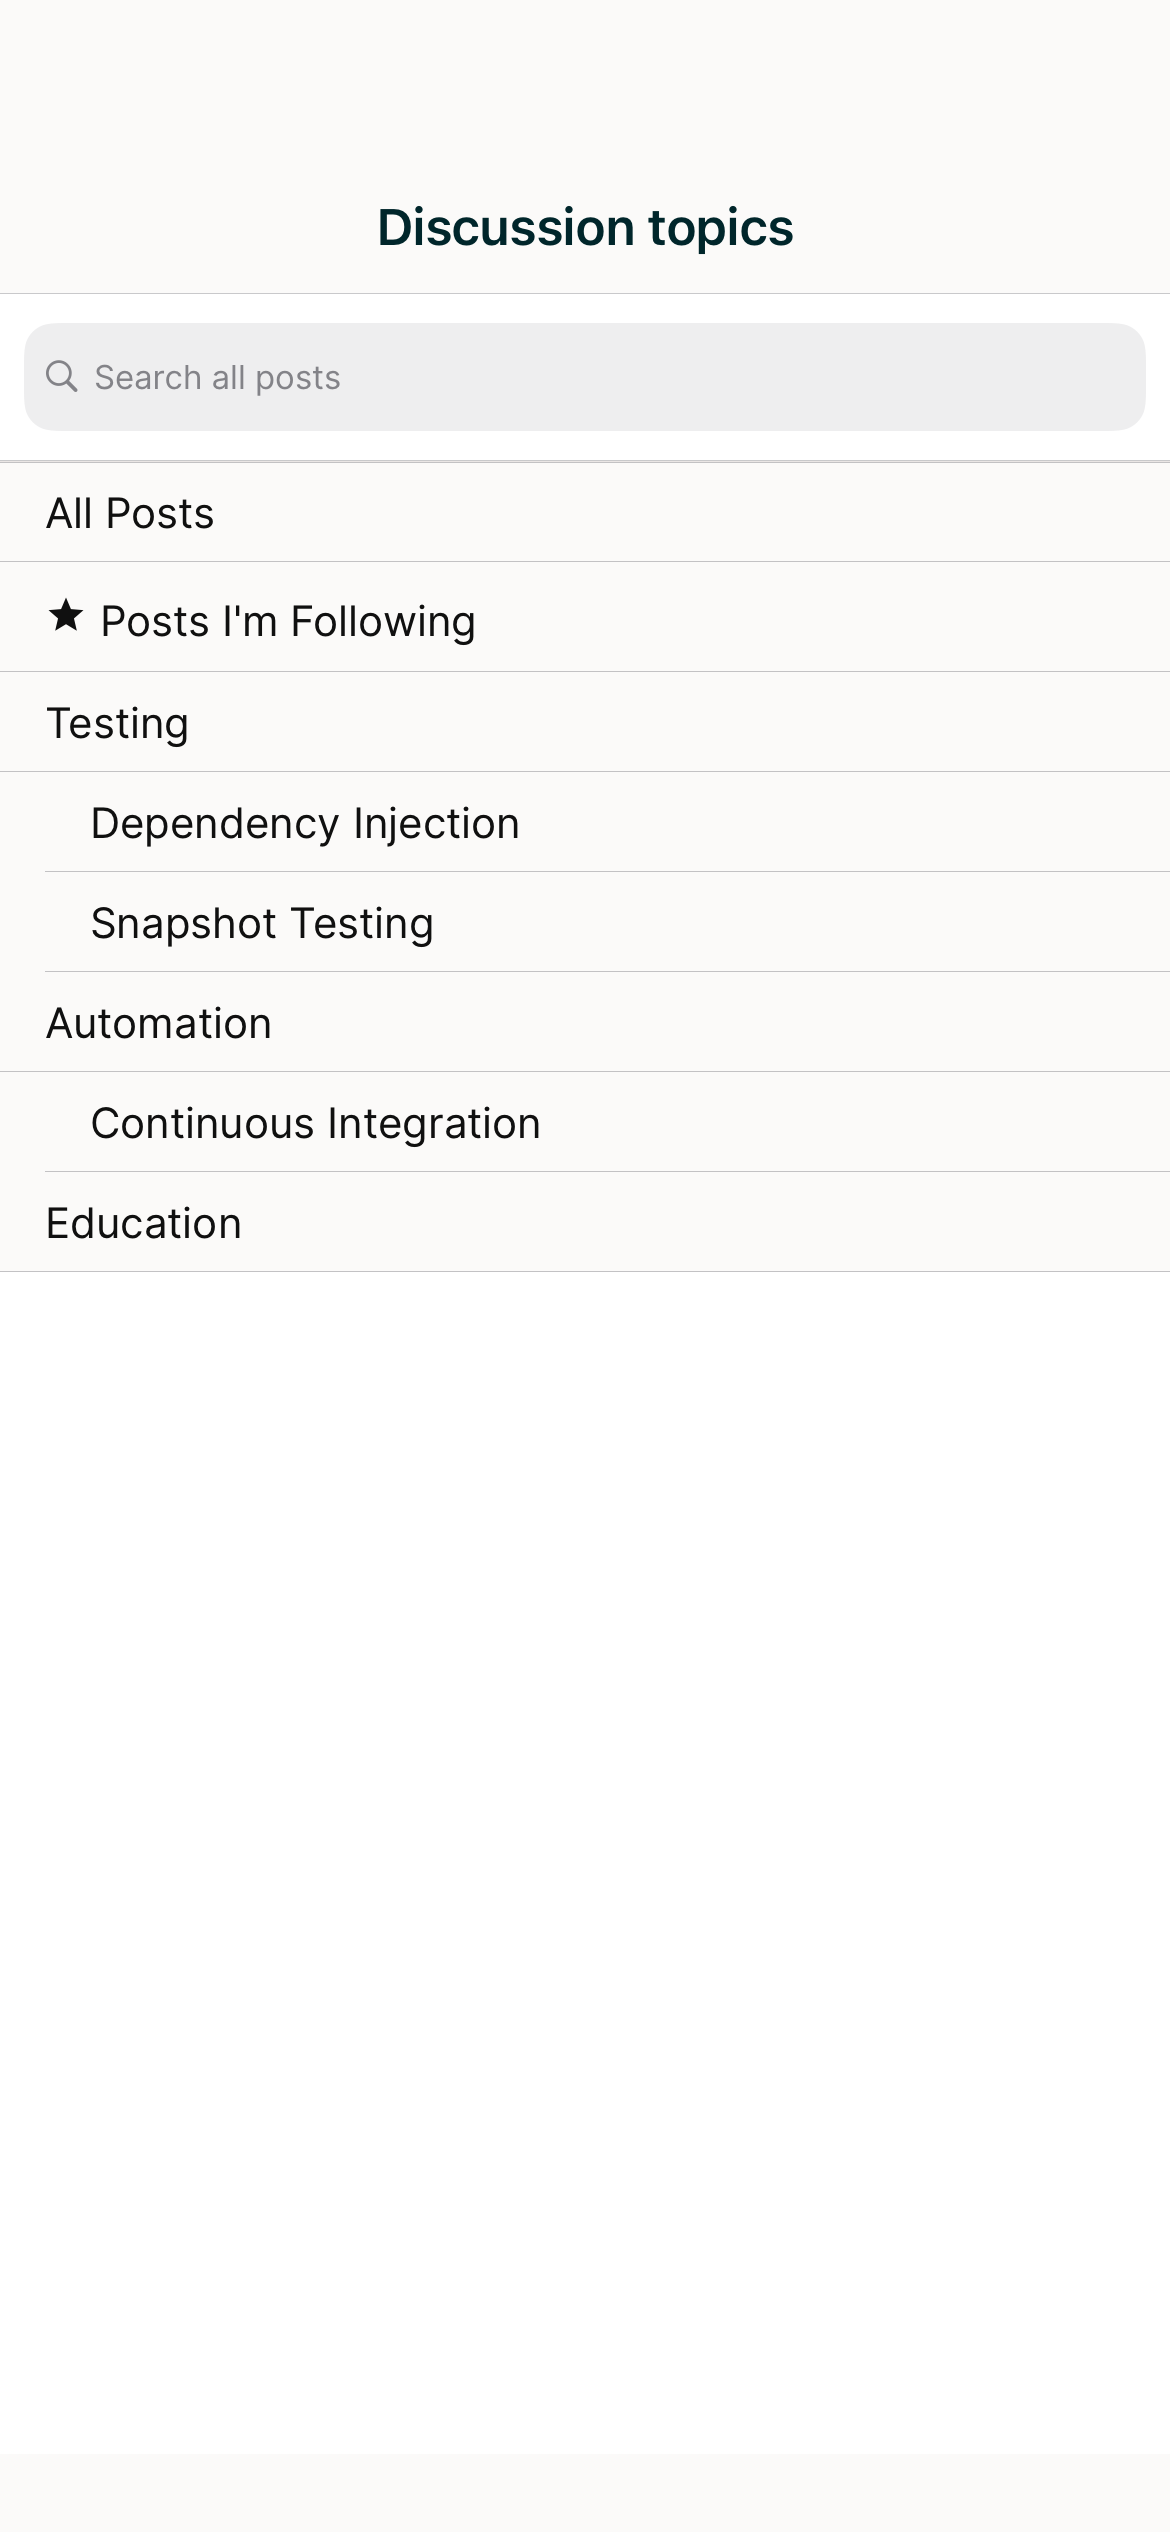 Discussion topics
Search all posts
All Posts
Posts I'm Following
Testing
Dependency Injection
Snapshot Testing
Automation
Continuous Integration
Education